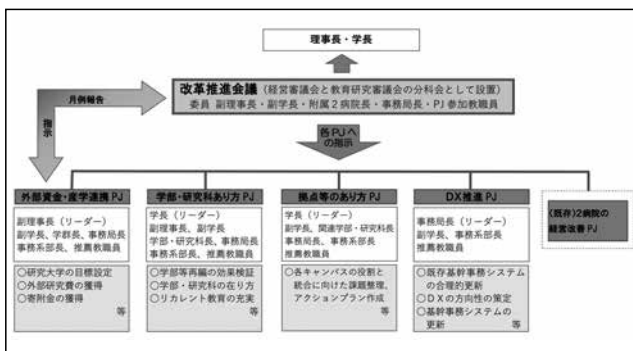 理事長・学長
改革推進会議（経営審議会と教育研究審議会の分科会として設置）
委員 副理事長・副学長・附属２病院長・事務局長・PJ 参加教職員
月例報告
指示
各PJへ
の指示
外部資金・産学連携 PJ
副理事長（リーダー）
副学長、学群長、事務局長
事務系部長、推薦教職員
○研究大学の目標設定
○外部研究費の獲得
○寄附金の獲得
等
学部・研究科あり方 PJ
学長（リーダー）
副理事長、副学長
学部・研究科長、事務局長
事務系部長、推薦教職員
○学部等再編の効果検証
○学部・研究科の在り方
○リカレント教育の充実
等
拠点等のあり方 PJ
学長（リーダー）
副学長、関連学部・研究科長
事務局長、事務系部長
推薦教職員
○各キャンパスの役割と
統合に向けた課題整理、
アクションプラン作成
等
DX推進 PJ
事務局長（リーダー）
副学長、事務系部長
推薦教職員
○既存基幹事務システム
の合理的更新
○ＤＸの方向性の策定
○基幹事務システムの
更新
等
(既存) 2病院の
経営改善 PJ